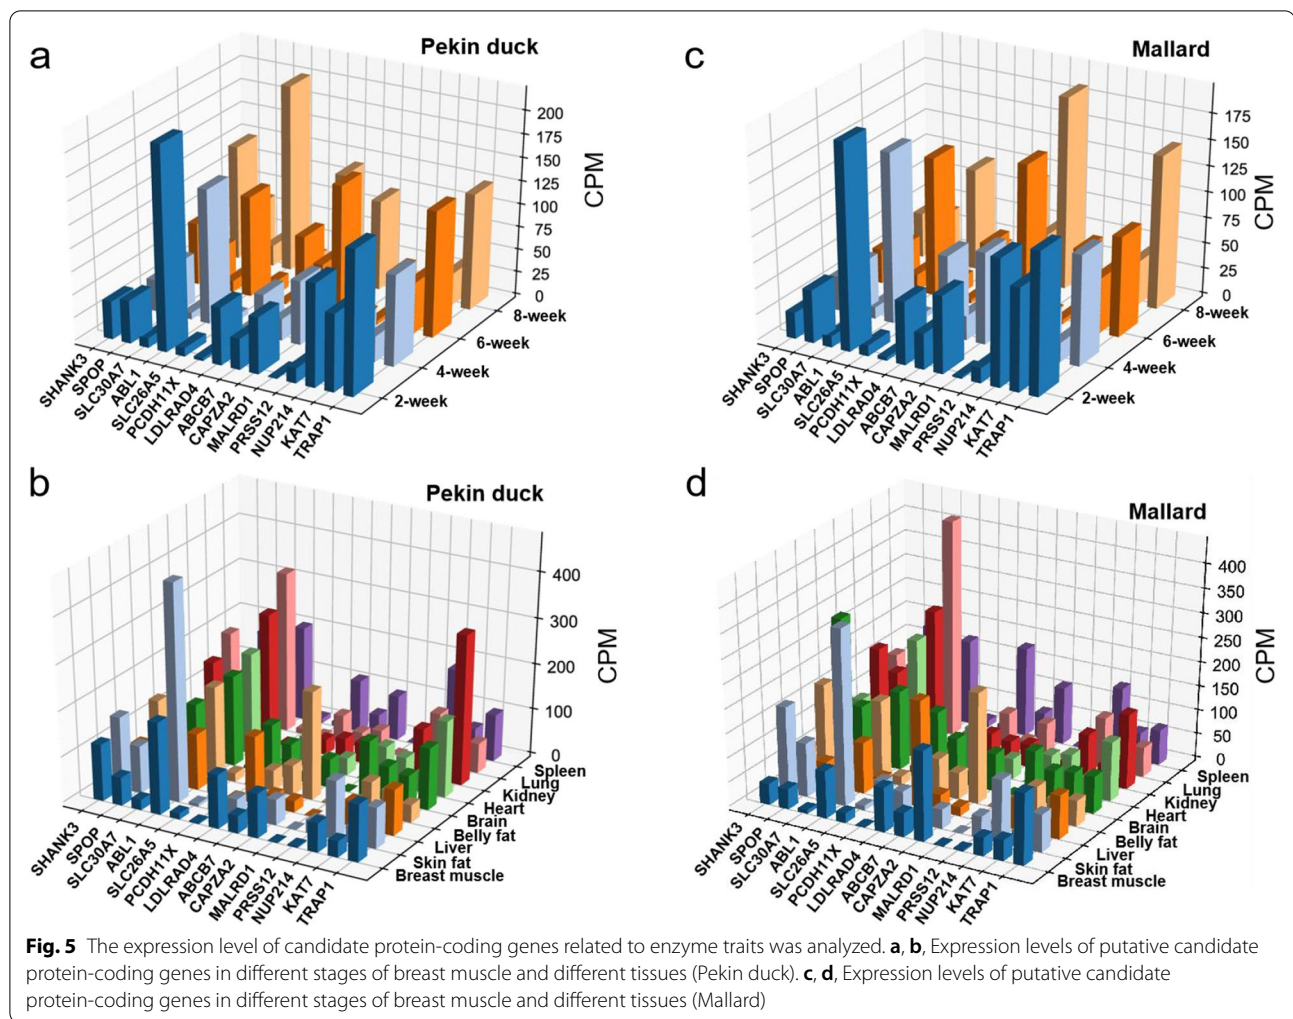 a
Pekin duck
200
175
150
125
100
75
50
25
0
CPM
8-week
6-week
4-week
2-week
SHANK3
SPOP
SLC30A7
ABL1
SLC26A5
PCDH11X
LDLRAD4
ABCB7
CAPZA2
MALRD1
PRSS12
NUP214
KAT7
TRAP1
c
Mallard
175
150
125
100
75
50
25
0
CPM
8-week
6-week
4-week
2-week
SHANK3
SPOP
SLC30A7
ABL1
SLC26A5
PCDH11X
LDLRAD4
ABCB7
CAPZA2
MALRD1
PRSS12
NUP214
KAT7
TRAP1
b
Pekin duck
400
300
200
100
0
CPM
Spleen
Lung
Kidney
Heart
Brain
Belly fat
Liver
Skin fat
Breast muscle
SHANK3
SPOP
SLC30A7
ABL1
SLC26A5
PCDH11X
LDLRAD4
ABCB7
CAPZA2
MALRD1
PRSS12
NUP214
KAT7
TRAP1
d
Mallard
400
350
300
250
200
150
100
50
0
CPM
Spleen
Lung
Kidney
Heart
Brain
Belly fat
Liver
Skin fat
Breast muscle
SHANK3
SPOP
SLC30A7
ABL1
SLC26A5
PCDH11X
LDLRAD4
ABCB7
CAPZA2
MALRD1
PRSS12
NUP214
KAT7
TRAP1
Fig. 5 The expression level of candidate protein-coding genes related to enzyme traits was analyzed. a, b, Expression levels of putative candidate
protein-coding genes in different stages of breast muscle and different tissues (Pekin duck). c, d, Expression levels of putative candidate
protein-coding genes in different stages of breast muscle and different tissues (Mallard)